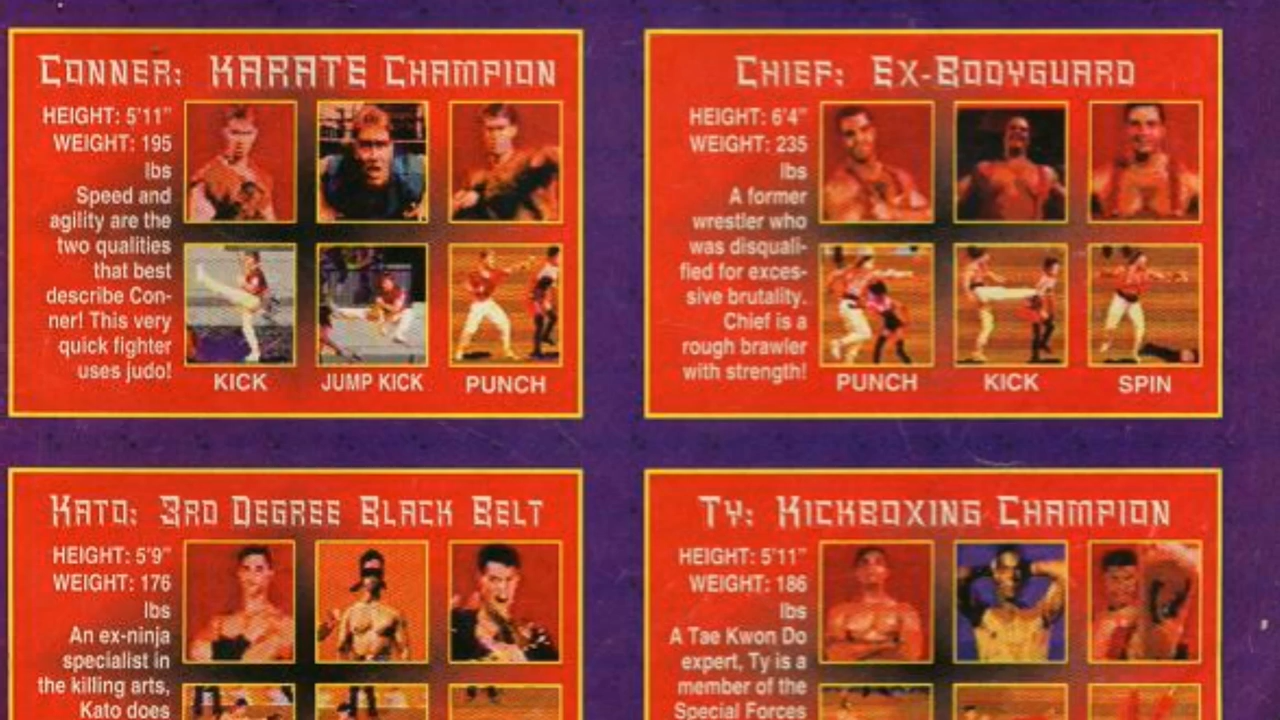 CONNER: KARATE CHAMPION
HEIGHT: 5'11"
WEIGHT: 195
lbs
Speed and
agility are the
two qualities
that best
describe Con-
ner! This very
quick fighter
uses judo!
KICK
JUMP KICK
PUNCH
CHIEF: EX-BODYGUARD
HEIGHT: 6'4"
WEIGHT: 235
lbs
A former
wrestler who
was disquali-
fied for exces-
sive brutality.
Chief is a
rough brawler
with strength!
PUNCH
KICK
SPIN
KATO: 3RD DEGREE BLACK BELT
HEIGHT: 5'9"
WEIGHT: 176
lbs
An ex-ninja
specialist in
the killing arts,
Kato does
TY: KICKBOXING CHAMPION
HEIGHT: 5'11"
WEIGHT: 186
lbs
A Tae Kwon Do
expert, Ty is a
member of the
Special Forces